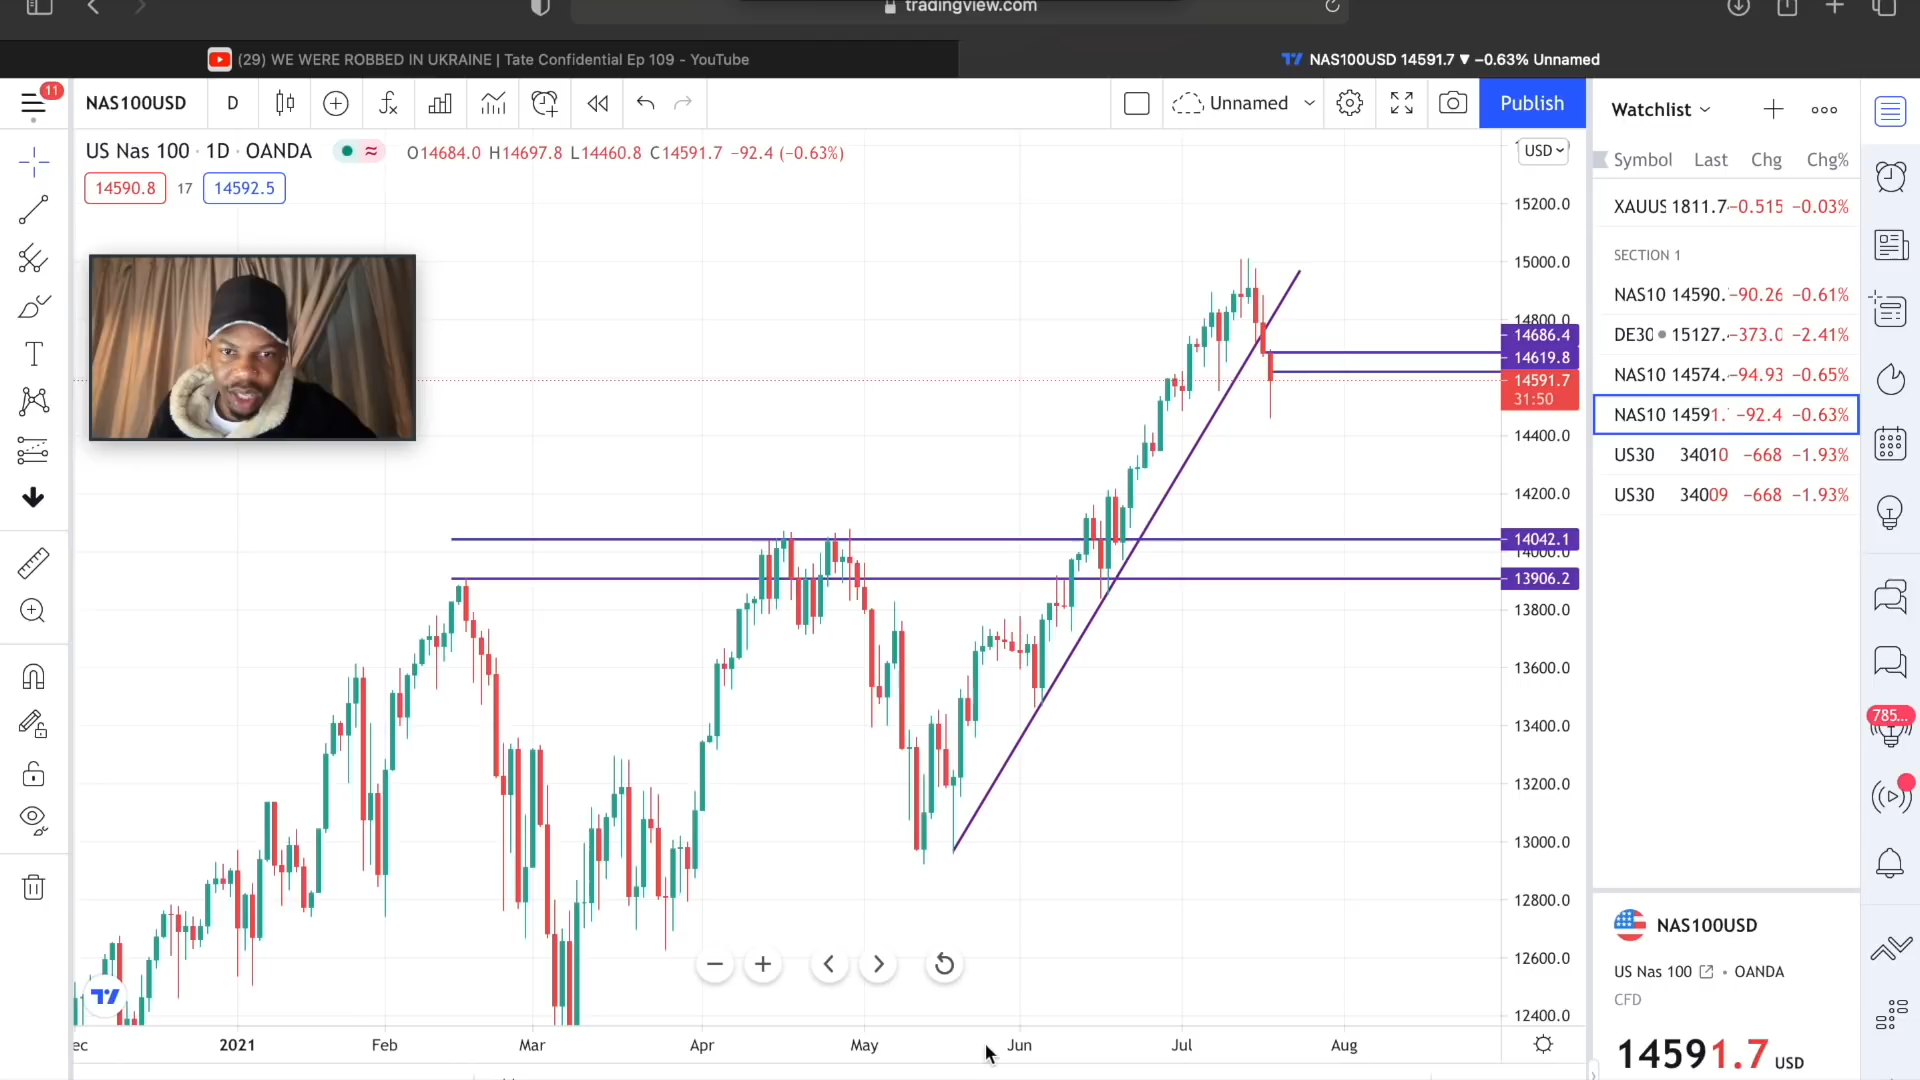 tradingview.com
(29) WE WERE ROBBED IN UKRAINE | Tate Confidential Ep 109 - YouTube
NAS100USD 14591.7 ▼ −0.63% Unnamed
11
NAS100USD D Unnamed Publish
Watchlist
US Nas 100 · 1D · OANDA O14684.0 H14697.8 L14460.8 C14591.7 −92.4 (−0.63%)
USD
14590.8 17 14592.5
Symbol Last Chg Chg%
XAUUS 1811.7 −0.515 −0.03%
SECTION 1
NAS10 14590. −90.26 −0.61%
DE30 15127. −373.0 −2.41%
NAS10 14574. −94.93 −0.65%
NAS10 14591. −92.4 −0.63%
US30 34010 −668 −1.93%
US30 34009 −668 −1.93%
15200.0
15000.0
14800.0
14686.4
14619.8
14591.7
31:50
14400.0
14200.0
14042.1
14000.0
13906.2
13800.0
13600.0
13400.0
13200.0
13000.0
12800.0
12600.0
12400.0
785...
ec 2021 Feb Mar Apr May Jun Jul Aug
NAS100USD
US Nas 100 • OANDA
CFD
14591.7 USD